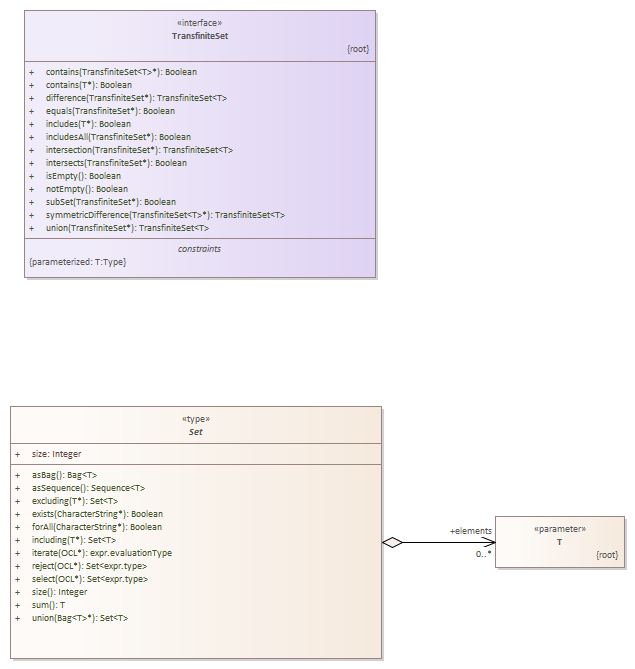 «interface»
TransfiniteSet
{root}
+ contains(TransfiniteSet<T>*): Boolean
+ contains(T*): Boolean
+ difference(TransfiniteSet*): TransfiniteSet<T>
+ equals(TransfiniteSet*): Boolean
+ includes(T*): Boolean
+ includesAll(TransfiniteSet*): Boolean
+ intersection(TransfiniteSet*): TransfiniteSet<T>
+ intersects(TransfiniteSet*): Boolean
+ isEmpty(): Boolean
+ notEmpty(): Boolean
+ subSet(TransfiniteSet*): Boolean
+ symmetricDifference(TransfiniteSet<T>*): TransfiniteSet<T>
+ union(TransfiniteSet*): TransfiniteSet<T>
constraints
{parameterized: T:Type}
«type»
Set
+ size: Integer
+ asBag(): Bag<T>
+ asSequence(): Sequence<T>
+ excluding(T*): Set<T>
+ exists(CharacterString*): Boolean
+ forAll(CharacterString*): Boolean
+ including(T*): Set<T>
+ iterate(OCL*): expr.evaluationType
+ reject(OCL*): Set<expr.type>
+ select(OCL*): Set<expr.type>
+ size(): Integer
+ sum(): T
+ union(Bag<T>*): Set<T>
+elements
0..*
«parameter»
T
{root}